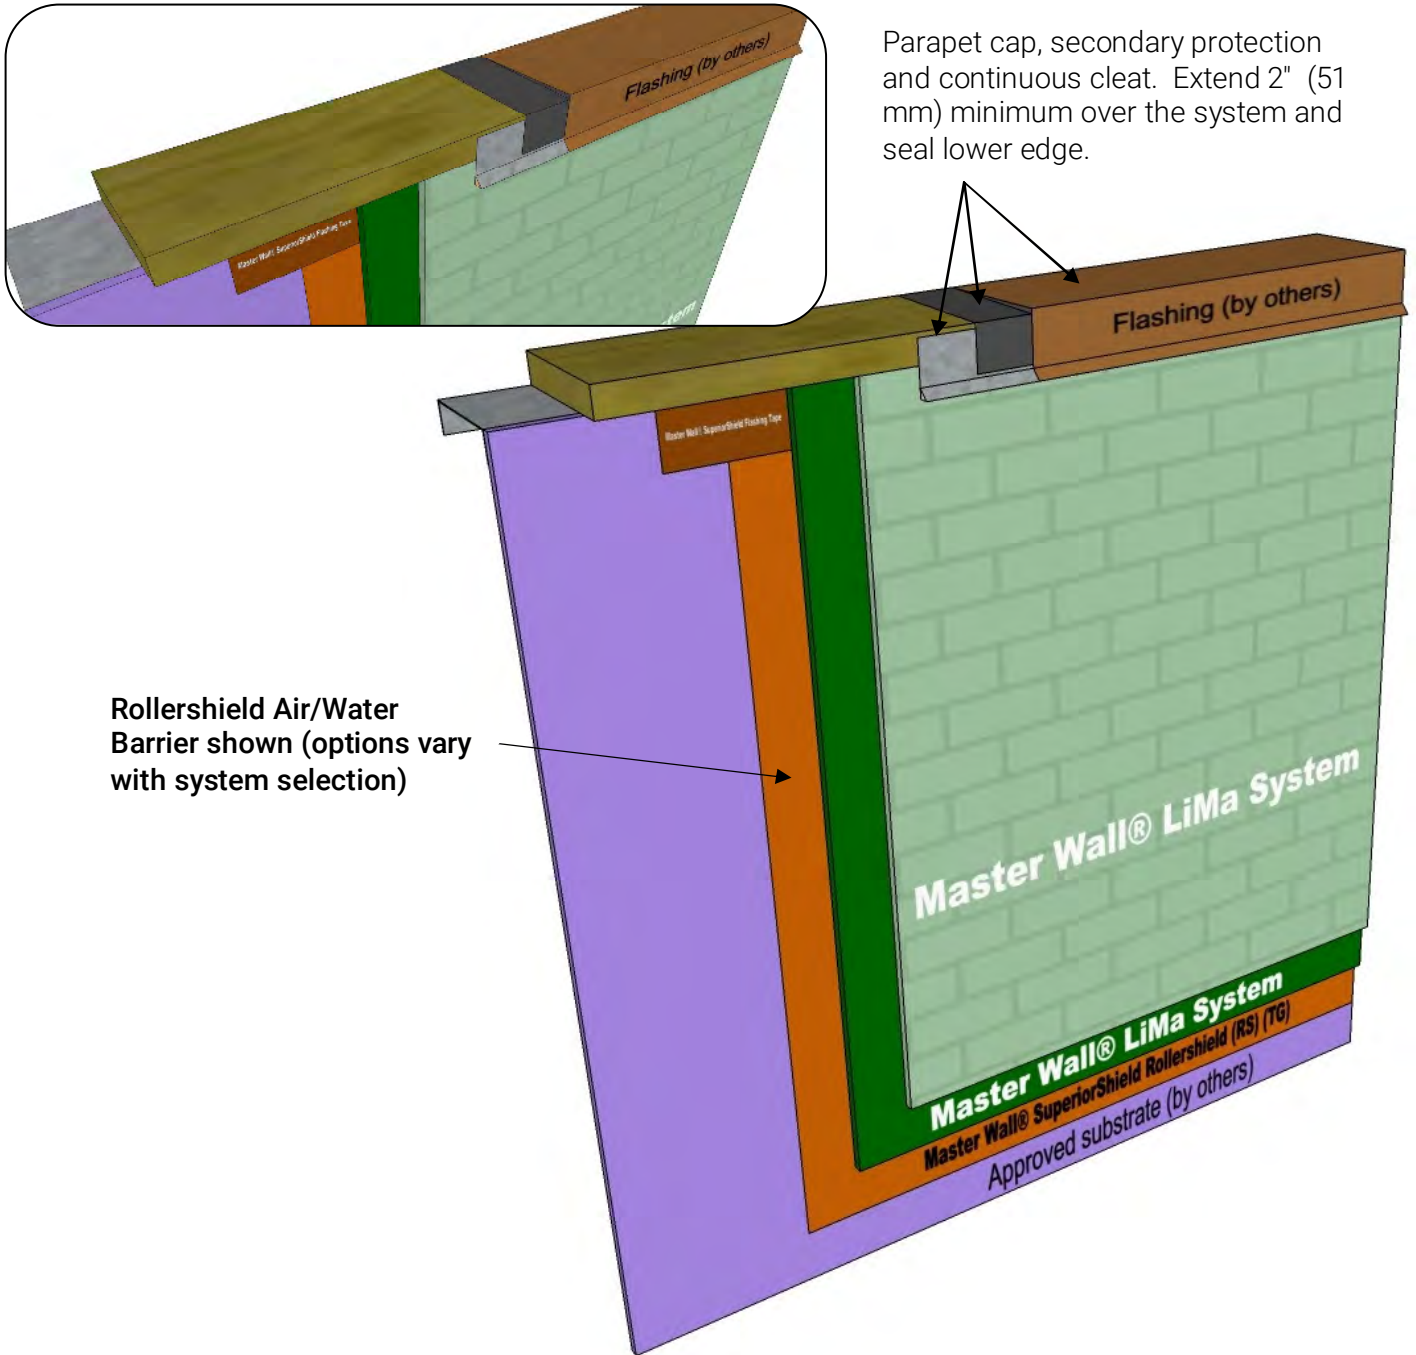 Flashing (by others)
Master Wall® SuperiorShield Flashing Tape
tem
Parapet cap, secondary protection
and continuous cleat.  Extend 2"  (51
mm) minimum over the system and
seal lower edge.
Flashing (by others)
Master Wall® SuperiorShield Flashing Tape
Rollershield Air/Water
Barrier shown (options vary
with system selection)
Master Wall® LiMa System
Master Wall® LiMa System
Master Wall® SuperiorShield Rollershield (RS) (TG)
Approved substrate (by others)